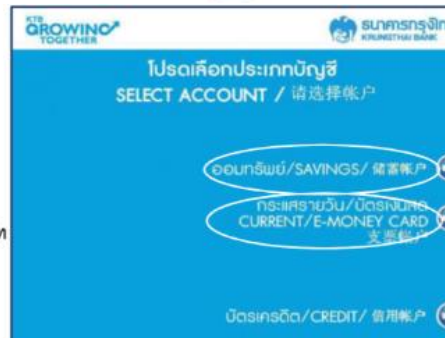 KTB
GROWING
TOGETHER
ธนาคารกรุงไทย
KRUNGTHAI BANK
โปรดเลือกประเภทบัญชี
SELECT ACCOUNT / 请选择帐户
ออมทรัพย์/SAVINGS/ 储蓄帐户
กระแสรายวัน/บัตรเงินสด
CURRENT/E-MONEY CARD
支票帐户
ท
บัตรเครดิต/CREDIT/ 信用帐户